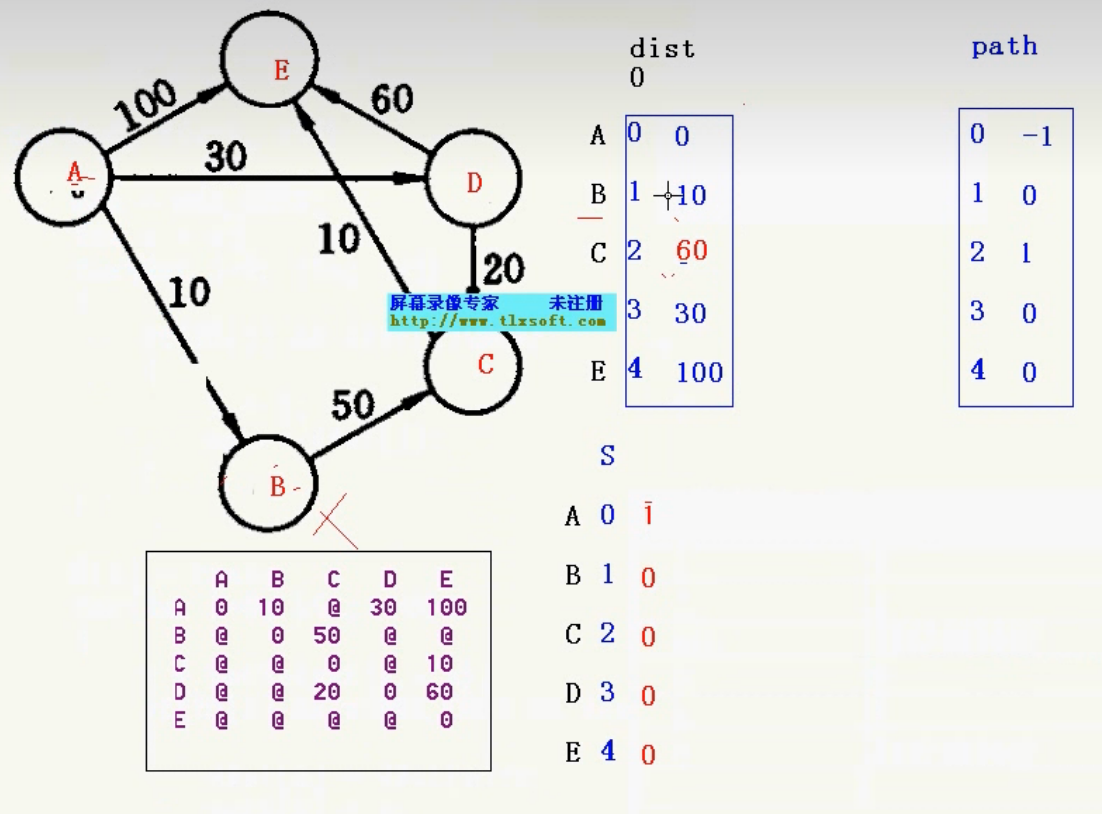 dist
path
0
E
100
60
A
30
D
10
20
10
屏幕录像专家 未注册
http://www.tlxsoft.com
C
50
B
A 0 0
B 1 10
C 2 60
3 30
E 4 100
0 -1
1 0
2 1
3 0
4 0
S
A 0 1
B 1 0
C 2 0
D 3 0
E 4 0
A B C D E
A 0 10 @ 30 100
B @ 0 50 @ @
C @ @ 0 @ 10
D @ @ 20 0 60
E @ @ @ @ 0